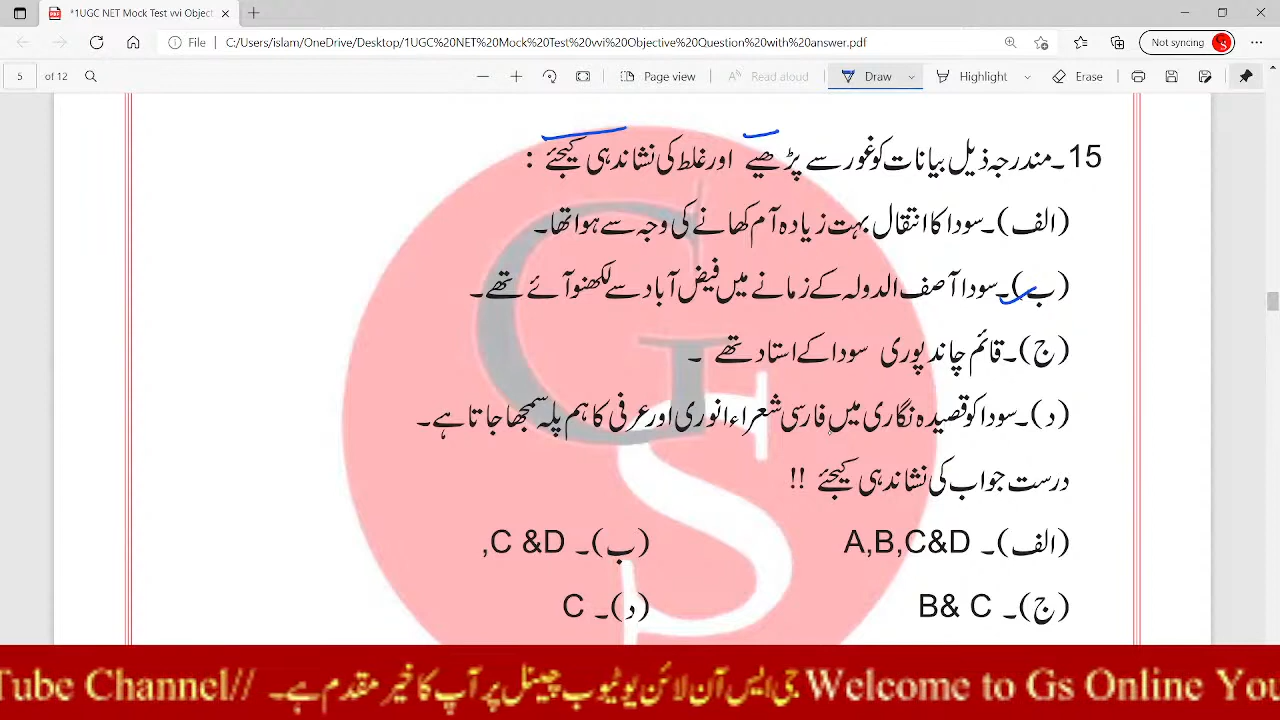 *1UGC NET Mock Test vvi Object
File C:/Users/islam/OneDrive/Desktop/1UGC%20NET%20Mock%20Test%20vvi%20Objective%20Question%20with%20answer.pdf Not syncing
5 of 12 Page view Read aloud Draw Highlight Erase
15۔مندرجہ ذیل بیانات کو غور سے پڑھیے اور غلط کی نشاندہی کیجئے :
(الف)۔سودا کا انتقال بہت زیادہ آم کھانے کی وجہ سے ہوا تھا۔
(ب)۔سودا آصف الدولہ کے زمانے میں فیض آباد سے لکھنو آئے تھے۔
(ج)۔قائم چاند پوری سودا کے استاد تھے ۔
(د)۔سودا کو قصیدہ نگاری میں فارسی شعراء انوری اور عرفی کا ہم پلہ سمجھا جاتا ہے۔
درست جواب کی نشاندہی کیجئے !!
(الف)۔ A,B,C&D (ب)۔ C &D,
(ج)۔ B& C (د)۔ C
GS
Tube Channel// جی ایس آن لائن یوٹیوب چینل پر آپ کا خیر مقدم ہے۔ Welcome to Gs Online You